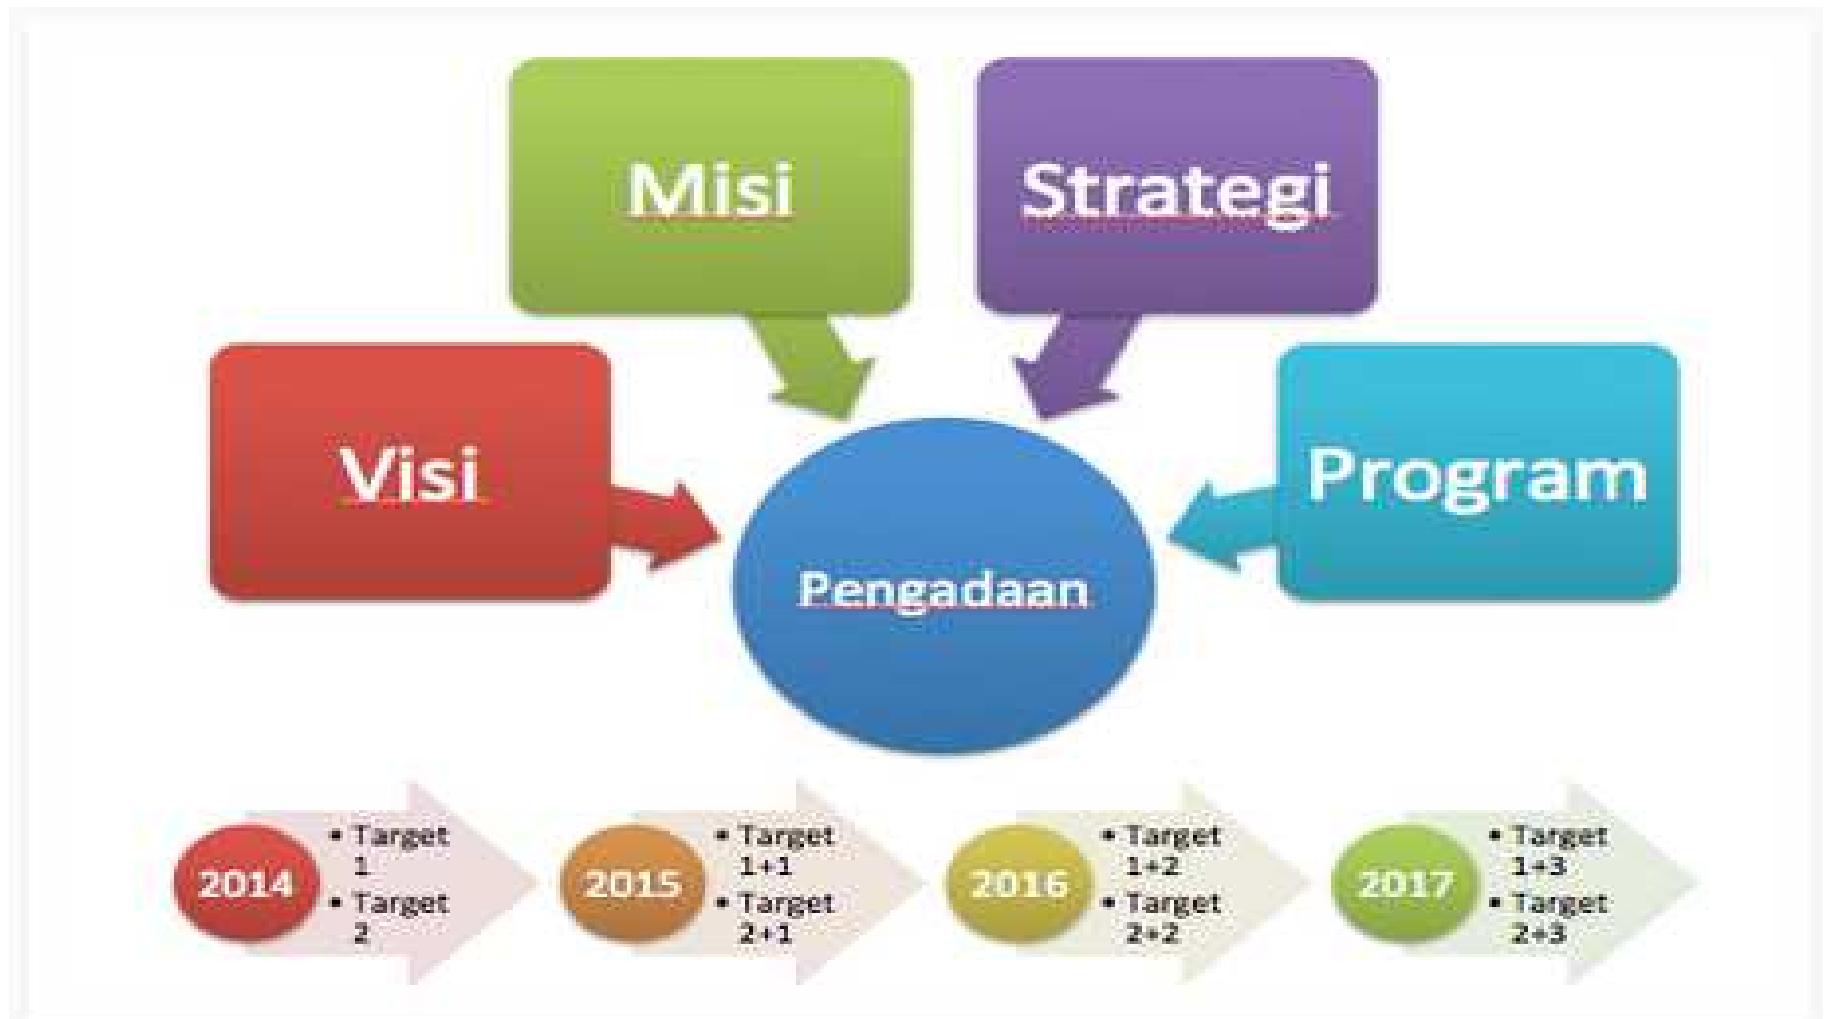 Misi
Strategi
Visi
Program
Pengadaan
2014
• Target
1
• Target
2
2015
• Target
1+1
• Target
2+1
2016
• Target
1+2
• Target
2+2
2017
• Target
1+3
• Target
2+3